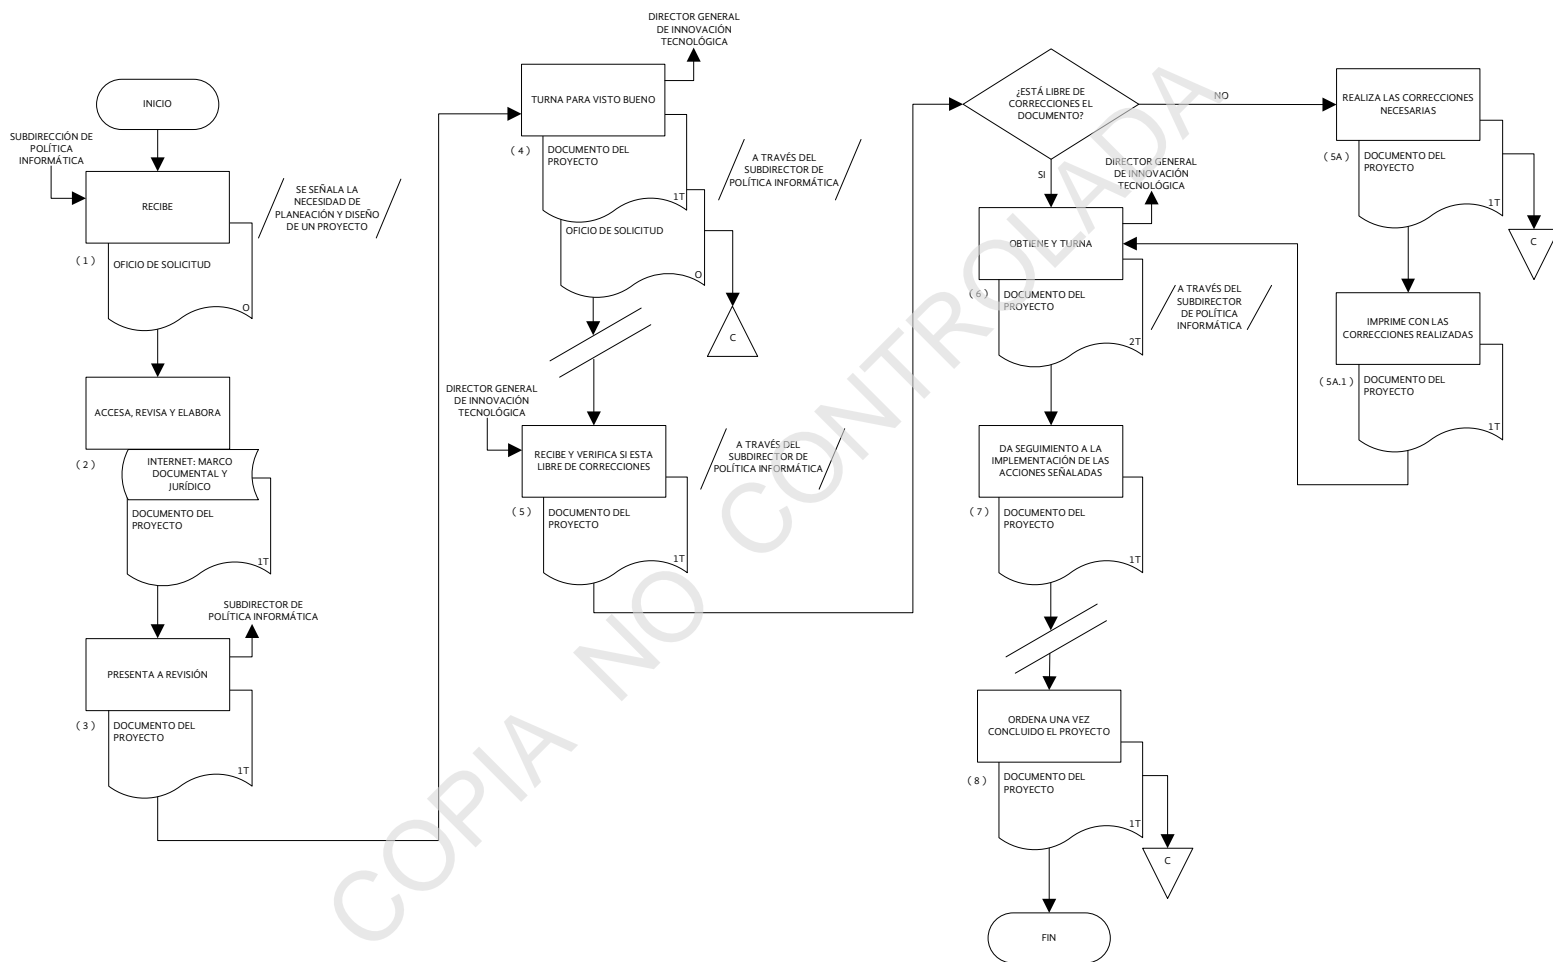 INICIO
SUBDIRECCIÓN DE
POLÍTICA
INFORMÁTICA
RECIBE
SE SEÑALA LA
NECESIDAD DE
PLANEACIÓN Y DISEÑO
DE UN PROYECTO
( 1 )
OFICIO DE SOLICITUD
O
ACCESA, REVISA Y ELABORA
( 2 )
INTERNET: MARCO
DOCUMENTAL Y
JURÍDICO
DOCUMENTO DEL
PROYECTO
1T
SUBDIRECTOR DE
POLÍTICA INFORMÁTICA
PRESENTA A REVISIÓN
( 3 )
DOCUMENTO DEL
PROYECTO
1T
DIRECTOR GENERAL
DE INNOVACIÓN
TECNOLÓGICA
TURNA PARA VISTO BUENO
( 4 )
DOCUMENTO DEL
PROYECTO
1T
A TRAVÉS DEL
SUBDIRECTOR DE
POLÍTICA INFORMÁTICA
OFICIO DE SOLICITUD
O
C
DIRECTOR GENERAL
DE INNOVACIÓN
TECNOLÓGICA
RECIBE Y VERIFICA SI ESTA
LIBRE DE CORRECCIONES
A TRAVÉS DEL
SUBDIRECTOR DE
POLÍTICA INFORMÁTICA
( 5 )
DOCUMENTO DEL
PROYECTO
1T
¿ESTÁ LIBRE DE
CORRECCIONES EL
DOCUMENTO?
NO
SI
DIRECTOR GENERAL
DE INNOVACIÓN
TECNOLÓGICA
OBTIENE Y TURNA
( 6 )
DOCUMENTO DEL
PROYECTO
2T
A TRAVÉS DEL
SUBDIRECTOR
DE POLÍTICA
INFORMÁTICA
DA SEGUIMIENTO A LA
IMPLEMENTACIÓN DE LAS
ACCIONES SEÑALADAS
( 7 )
DOCUMENTO DEL
PROYECTO
1T
ORDENA UNA VEZ
CONCLUIDO EL PROYECTO
( 8 )
DOCUMENTO DEL
PROYECTO
1T
C
FIN
REALIZA LAS CORRECCIONES
NECESARIAS
( 5A )
DOCUMENTO DEL
PROYECTO
1T
C
IMPRIME CON LAS
CORRECCIONES REALIZADAS
( 5A.1 )
DOCUMENTO DEL
PROYECTO
1T
COPIA NO CONTROLADA